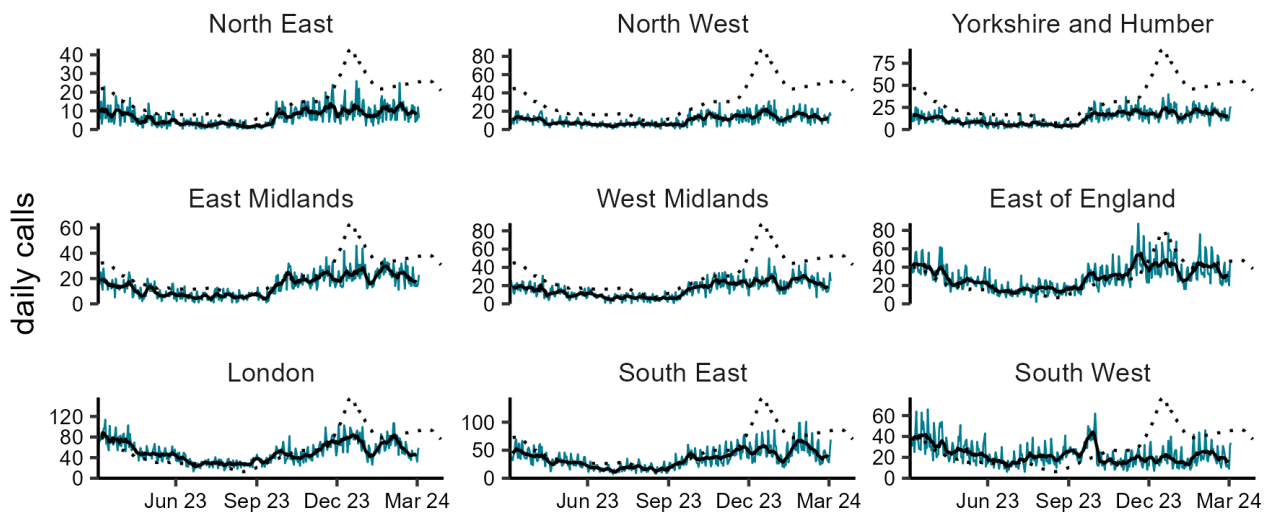 North East North West Yorkshire and Humber
40 30 20 10 0
80 60 40 20 0
75 50 25 0
daily calls
East Midlands West Midlands East of England
60 40 20 0
80 60 40 20 0
80 60 40 20 0
London South East South West
120 80 40 0
100 50 0
60 40 20 0
Jun 23 Sep 23 Dec 23 Mar 24 Jun 23 Sep 23 Dec 23 Mar 24 Jun 23 Sep 23 Dec 23 Mar 24